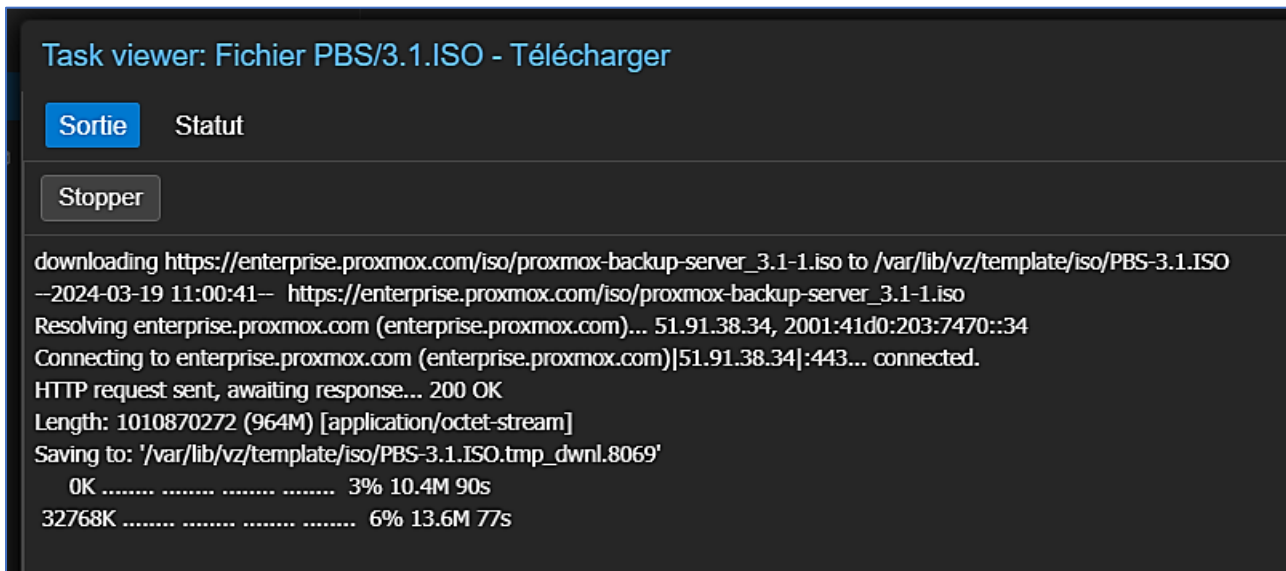 Task viewer: Fichier PBS/3.1.ISO - Télécharger
Sortie Statut
Stopper
downloading https://enterprise.proxmox.com/iso/proxmox-backup-server_3.1-1.iso to /var/lib/vz/template/iso/PBS-3.1.ISO
--2024-03-19 11:00:41-- https://enterprise.proxmox.com/iso/proxmox-backup-server_3.1-1.iso
Resolving enterprise.proxmox.com (enterprise.proxmox.com)... 51.91.38.34, 2001:41d0:203:7470::34
Connecting to enterprise.proxmox.com (enterprise.proxmox.com)|51.91.38.34|:443... connected.
HTTP request sent, awaiting response... 200 OK
Length: 1010870272 (964M) [application/octet-stream]
Saving to: '/var/lib/vz/template/iso/PBS-3.1.ISO.tmp_dwnl.8069'
0K ........ ........ ........ ........ 3% 10.4M 90s
32768K ........ ........ ........ ........ 6% 13.6M 77s